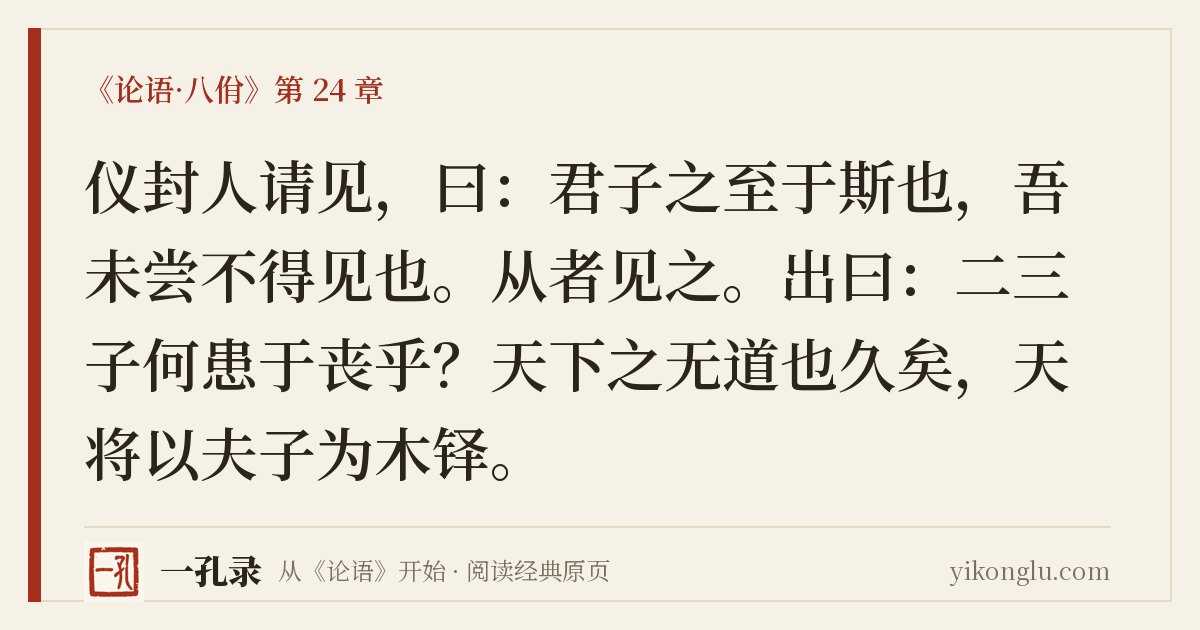 《论语·八佾》第 24 章
仪封人请见，曰：君子之至于斯也，吾
未尝不得见也。从者见之。出曰：二三
子何患于丧乎？天下之无道也久矣，天
将以夫子为木铎。
一孔
一孔录 从《论语》开始 · 阅读经典原页 yikonglu.com